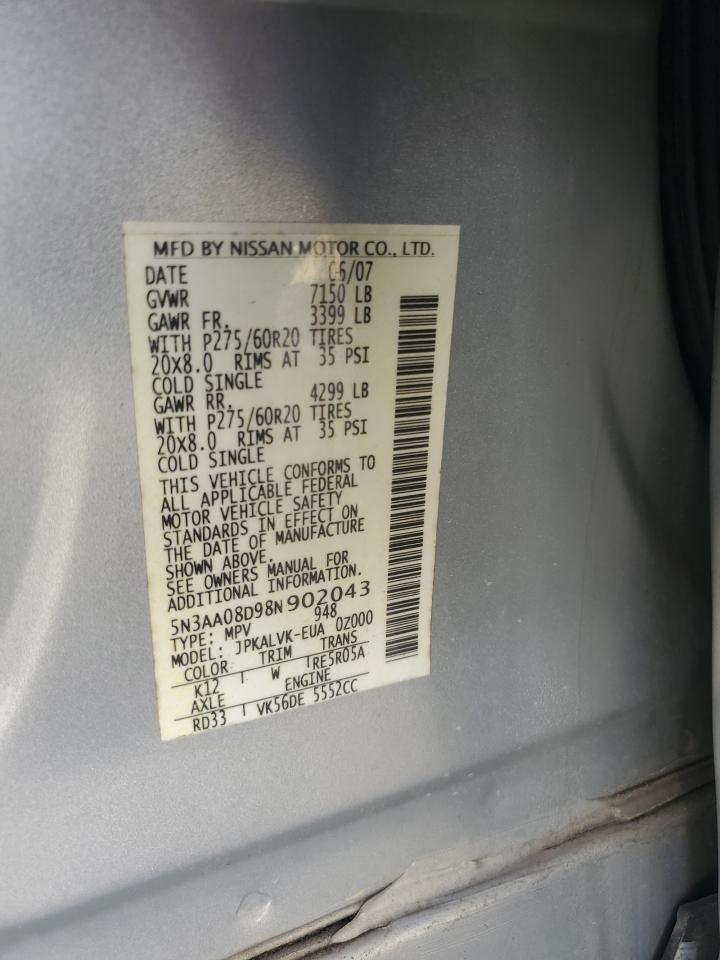 MFD BY NISSAN MOTOR CO., LTD.
DATE 06/07
GVWR 7150 LB
GAWR FR. 3399 LB
WITH P275/60R20 TIRES
20X8.0 RIMS AT 35 PSI
COLD SINGLE
GAWR RR. 4299 LB
WITH P275/60R20 TIRES
20X8.0 RIMS AT 35 PSI
COLD SINGLE
THIS VEHICLE CONFORMS TO
ALL APPLICABLE FEDERAL
MOTOR VEHICLE SAFETY
STANDARDS IN EFFECT ON
THE DATE OF MANUFACTURE
SHOWN ABOVE.
SEE OWNERS MANUAL FOR
ADDITIONAL INFORMATION.
5N3AA08D98N902043
TYPE: MPV 948
MODEL: JPKALVK-EUA 0Z000
COLOR TRIM TRANS
K12 W RE5R05A
AXLE ENGINE
RD33 VK56DE 5552CC